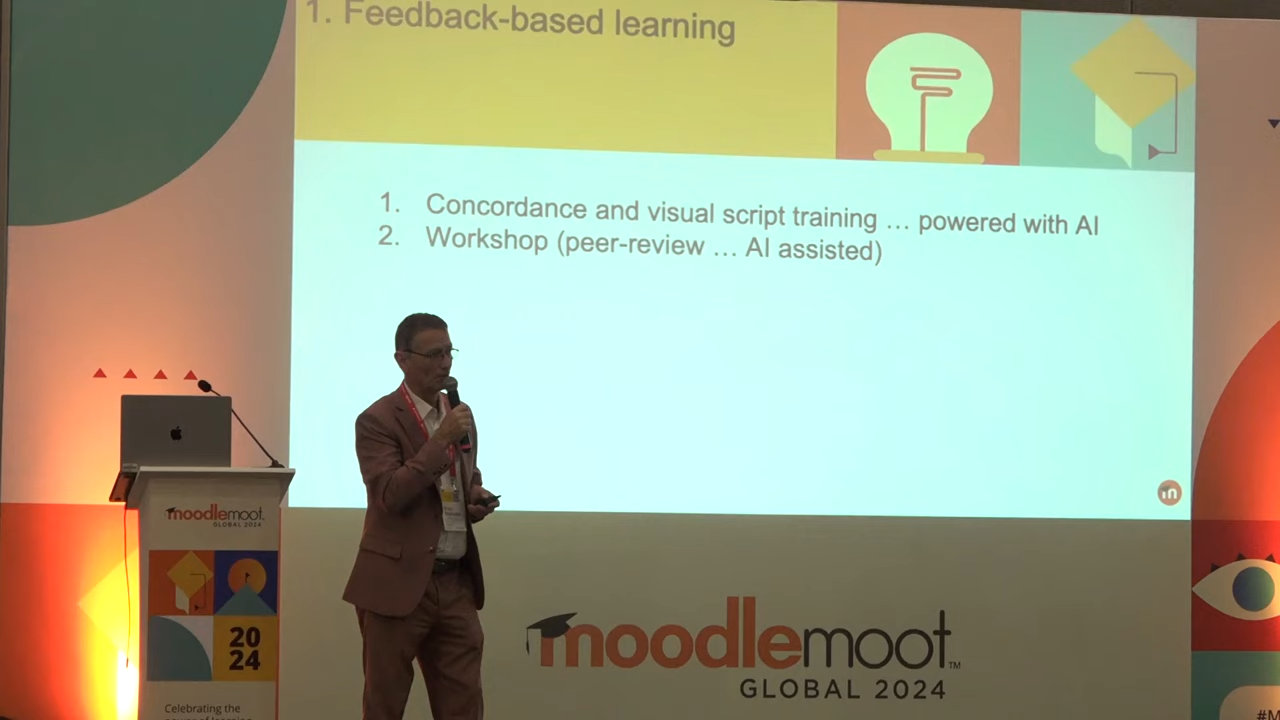 1. Feedback-based learning
1. Concordance and visual script training … powered with AI
2. Workshop (peer-review … AI assisted)
moodlemoot
GLOBAL 2024
20
24
Celebrating the
moodlemoot TM
GLOBAL 2024
#M